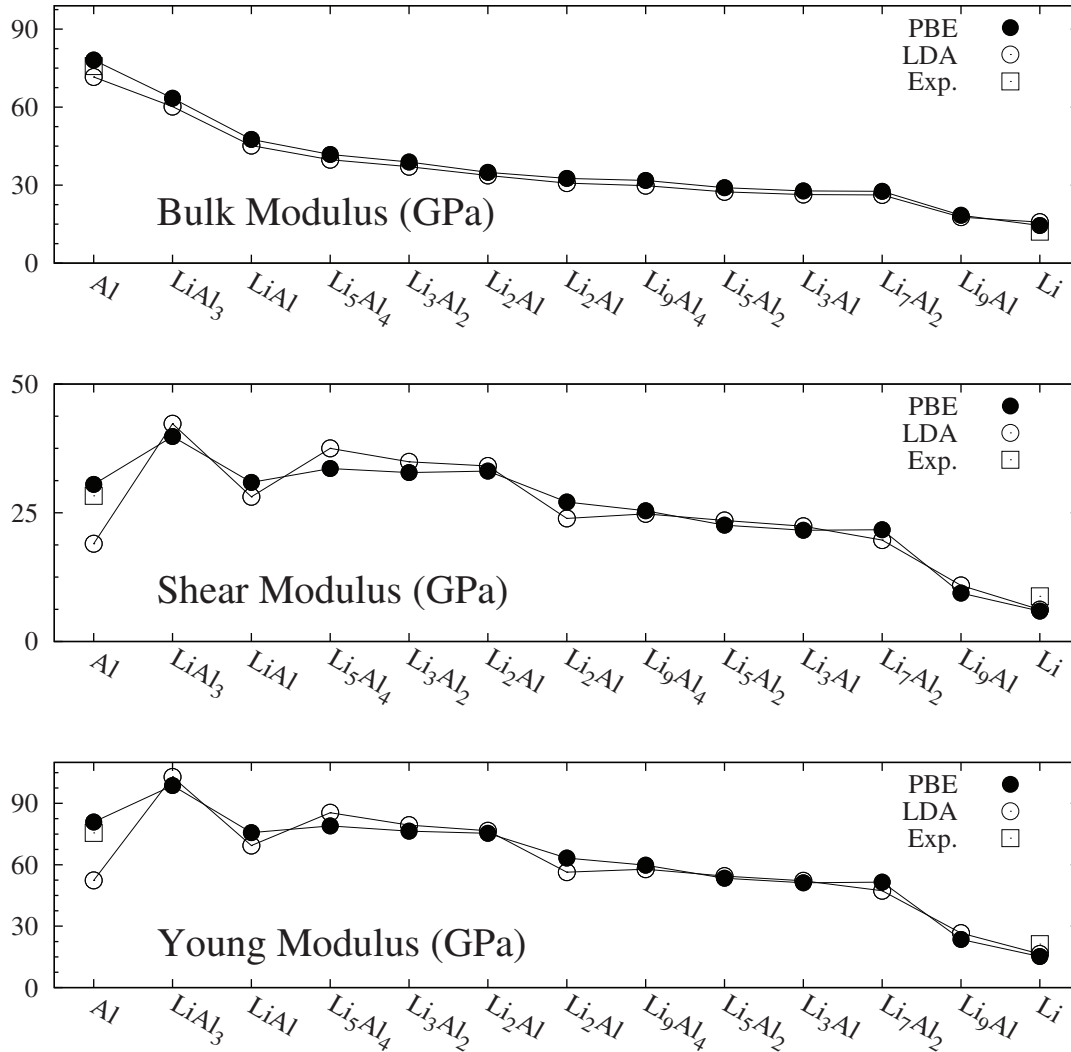 90
60
30
0
PBE
LDA
Exp.
Bulk Modulus (GPa)
Al LiAl₃ LiAl Li₅Al₄ Li₃Al₂ Li₂Al Li₂Al Li₉Al₄ Li₅Al₂ Li₃Al Li₇Al₂ Li₉Al Li
50
25
0
PBE
LDA
Exp.
Shear Modulus (GPa)
Al LiAl₃ LiAl Li₅Al₄ Li₃Al₂ Li₂Al Li₂Al Li₉Al₄ Li₅Al₂ Li₃Al Li₇Al₂ Li₉Al Li
90
60
30
0
PBE
LDA
Exp.
Young Modulus (GPa)
Al LiAl₃ LiAl Li₅Al₄ Li₃Al₂ Li₂Al Li₂Al Li₉Al₄ Li₅Al₂ Li₃Al Li₇Al₂ Li₉Al Li